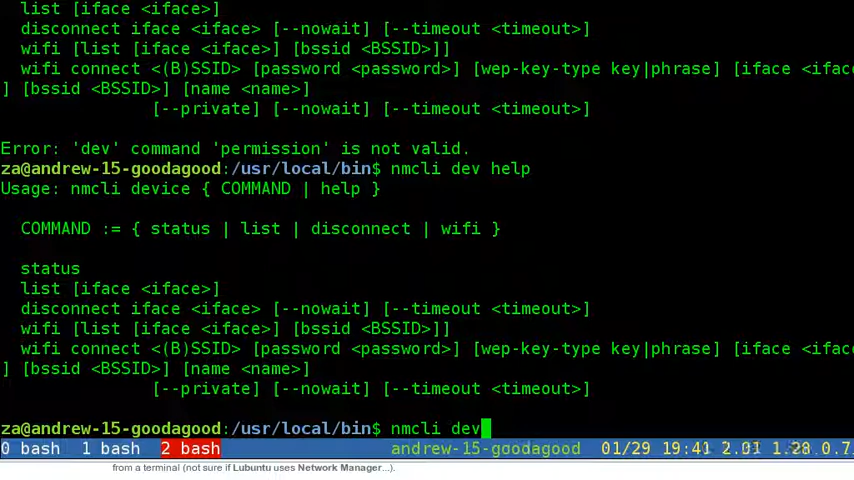 list [iface <iface>]
disconnect iface <iface> [--nowait] [--timeout <timeout>]
wifi [list [iface <iface>] [bssid <BSSID>]]
wifi connect <(B)SSID> [password <password>] [wep-key-type key|phrase] [iface <iface>
] [bssid <BSSID>] [name <name>]
[--private] [--nowait] [--timeout <timeout>]
Error: 'dev' command 'permission' is not valid.
za@andrew-15-goodagood:/usr/local/bin$ nmcli dev help
Usage: nmcli device { COMMAND | help }
COMMAND := { status | list | disconnect | wifi }
status
list [iface <iface>]
disconnect iface <iface> [--nowait] [--timeout <timeout>]
wifi [list [iface <iface>] [bssid <BSSID>]]
wifi connect <(B)SSID> [password <password>] [wep-key-type key|phrase] [iface <iface>
] [bssid <BSSID>] [name <name>]
[--private] [--nowait] [--timeout <timeout>]
za@andrew-15-goodagood:/usr/local/bin$ nmcli dev
0 bash 1 bash 2 bash andrew-15-goodagood 01/29 19:41 2.01 1.28 0.7
from a terminal (not sure if Lubuntu uses Network Manager...).